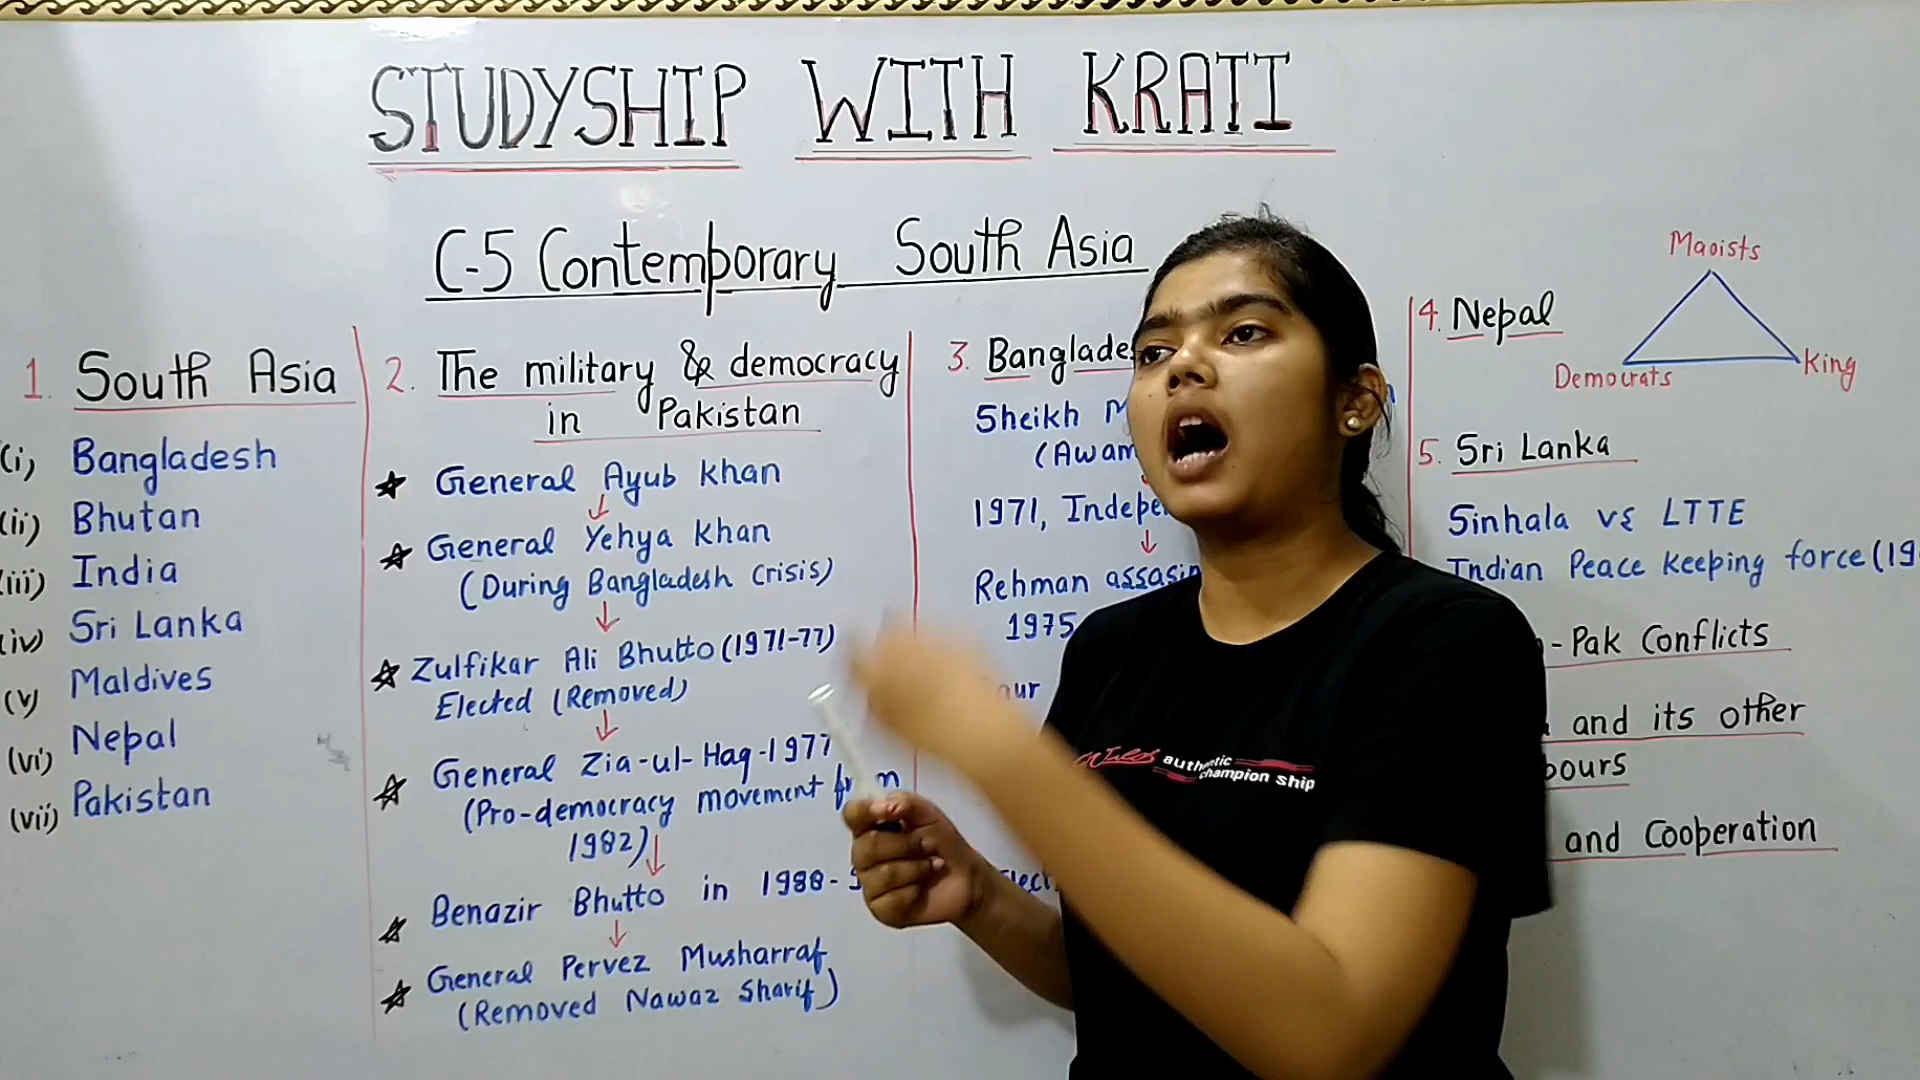 STUDYSHIP WITH KRATI
C-5 Contemporary South Asia
1. South Asia
(i) Bangladesh
(ii) Bhutan
(iii) India
(iv) Sri Lanka
(v) Maldives
(vi) Nepal
(vii) Pakistan
2. The military & democracy
in Pakistan
General Ayub Khan
↓
General Yehya Khan
(During Bangladesh Crisis)
↓
Zulfikar Ali Bhutto (1971-77)
Elected (Removed)
↓
General Zia-ul-Haq-1977
(Pro-democracy movement from
1982)
↓
Benazir Bhutto in 1988-
↓
General Pervez Musharraf
(Removed Nawaz Sharif)
3. Banglades
Sheikh M
(Awam
1971, Indepe
↓
Rehman assasin
1975
4. Nepal
Maoists
Democrats
King
5. Sri Lanka
Sinhala vs LTTE
Indian Peace Keeping force (19
-Pak Conflicts
and its other
bours
and Cooperation
authentic
champion ship